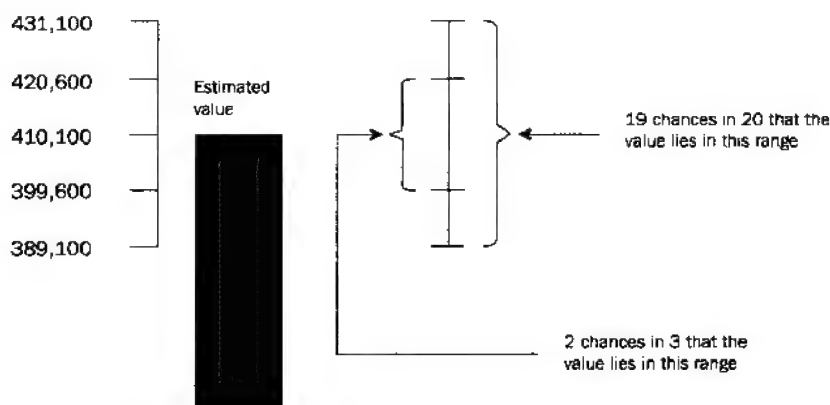 431,100
420,600
Estimated
value
410,100
399,600
389,100
19 chances in 20 that the
value lies in this range
2 chances in 3 that the
value lies in this range